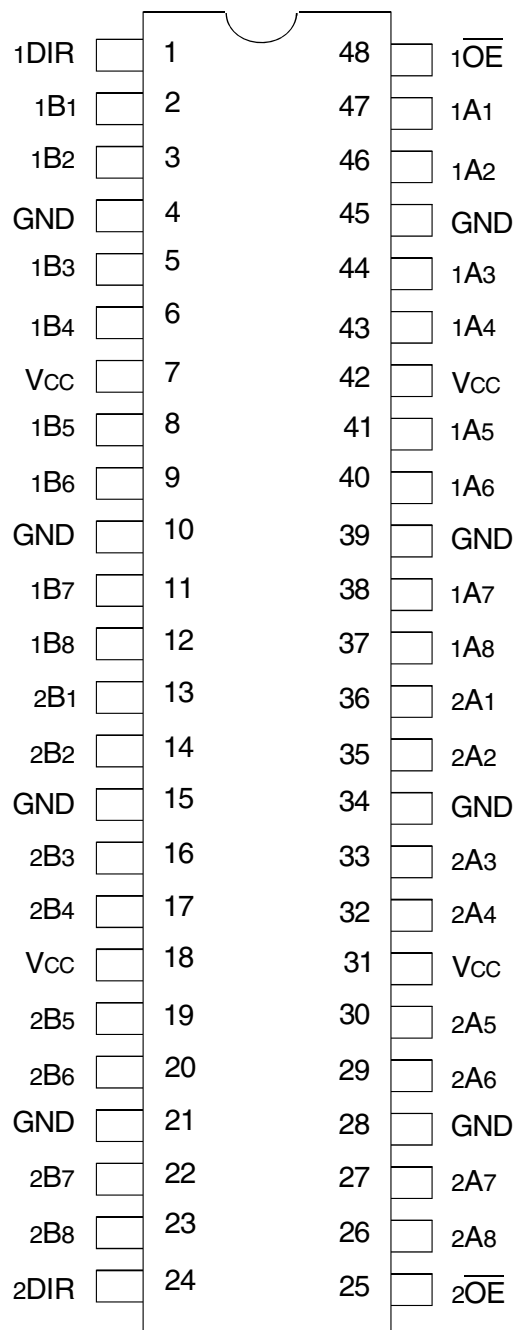 1DIR 1 48 1O̅E̅
1B1 2 47 1A1
1B2 3 46 1A2
GND 4 45 GND
1B3 5 44 1A3
1B4 6 43 1A4
VCC 7 42 VCC
1B5 8 41 1A5
1B6 9 40 1A6
GND 10 39 GND
1B7 11 38 1A7
1B8 12 37 1A8
2B1 13 36 2A1
2B2 14 35 2A2
GND 15 34 GND
2B3 16 33 2A3
2B4 17 32 2A4
VCC 18 31 VCC
2B5 19 30 2A5
2B6 20 29 2A6
GND 21 28 GND
2B7 22 27 2A7
2B8 23 26 2A8
2DIR 24 25 2O̅E̅